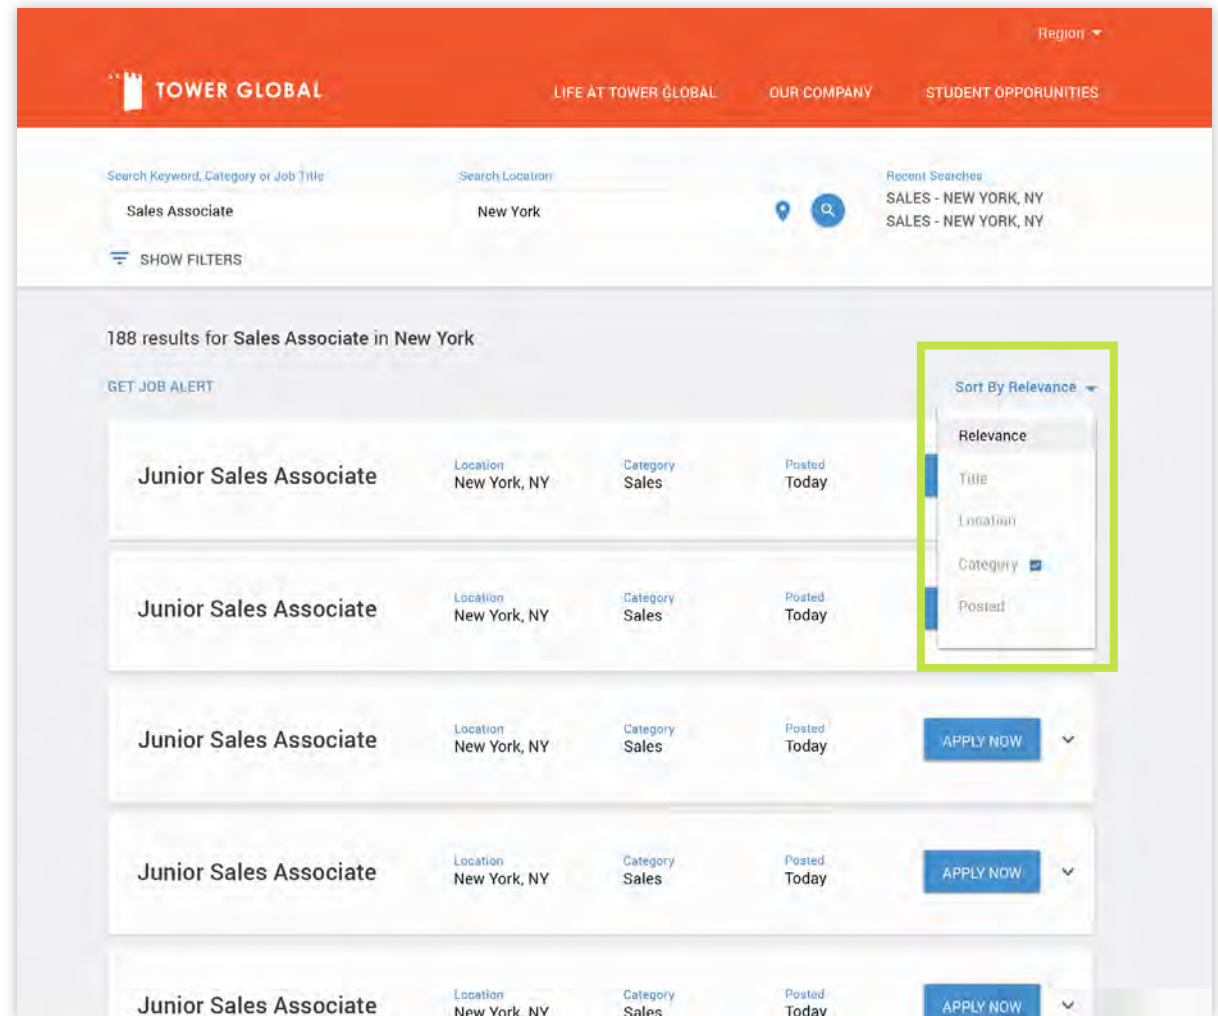 Region
TOWER GLOBAL
LIFE AT TOWER GLOBAL
OUR COMPANY
STUDENT OPPORUNITIES
Search Keyword, Category or Job Title
Search Location
Recent Searches
Sales Associate
New York
SALES - NEW YORK, NY
SALES - NEW YORK, NY
SHOW FILTERS
188 results for Sales Associate in New York
GET JOB ALERT
Sort By Relevance
Relevance
Title
Location
Category
Posted
Junior Sales Associate
Location
New York, NY
Category
Sales
Posted
Today
Junior Sales Associate
Location
New York, NY
Category
Sales
Posted
Today
Junior Sales Associate
Location
New York, NY
Category
Sales
Posted
Today
APPLY NOW
Junior Sales Associate
Location
New York, NY
Category
Sales
Posted
Today
APPLY NOW
Junior Sales Associate
Location
New York, NY
Category
Sales
Posted
Today
APPLY NOW